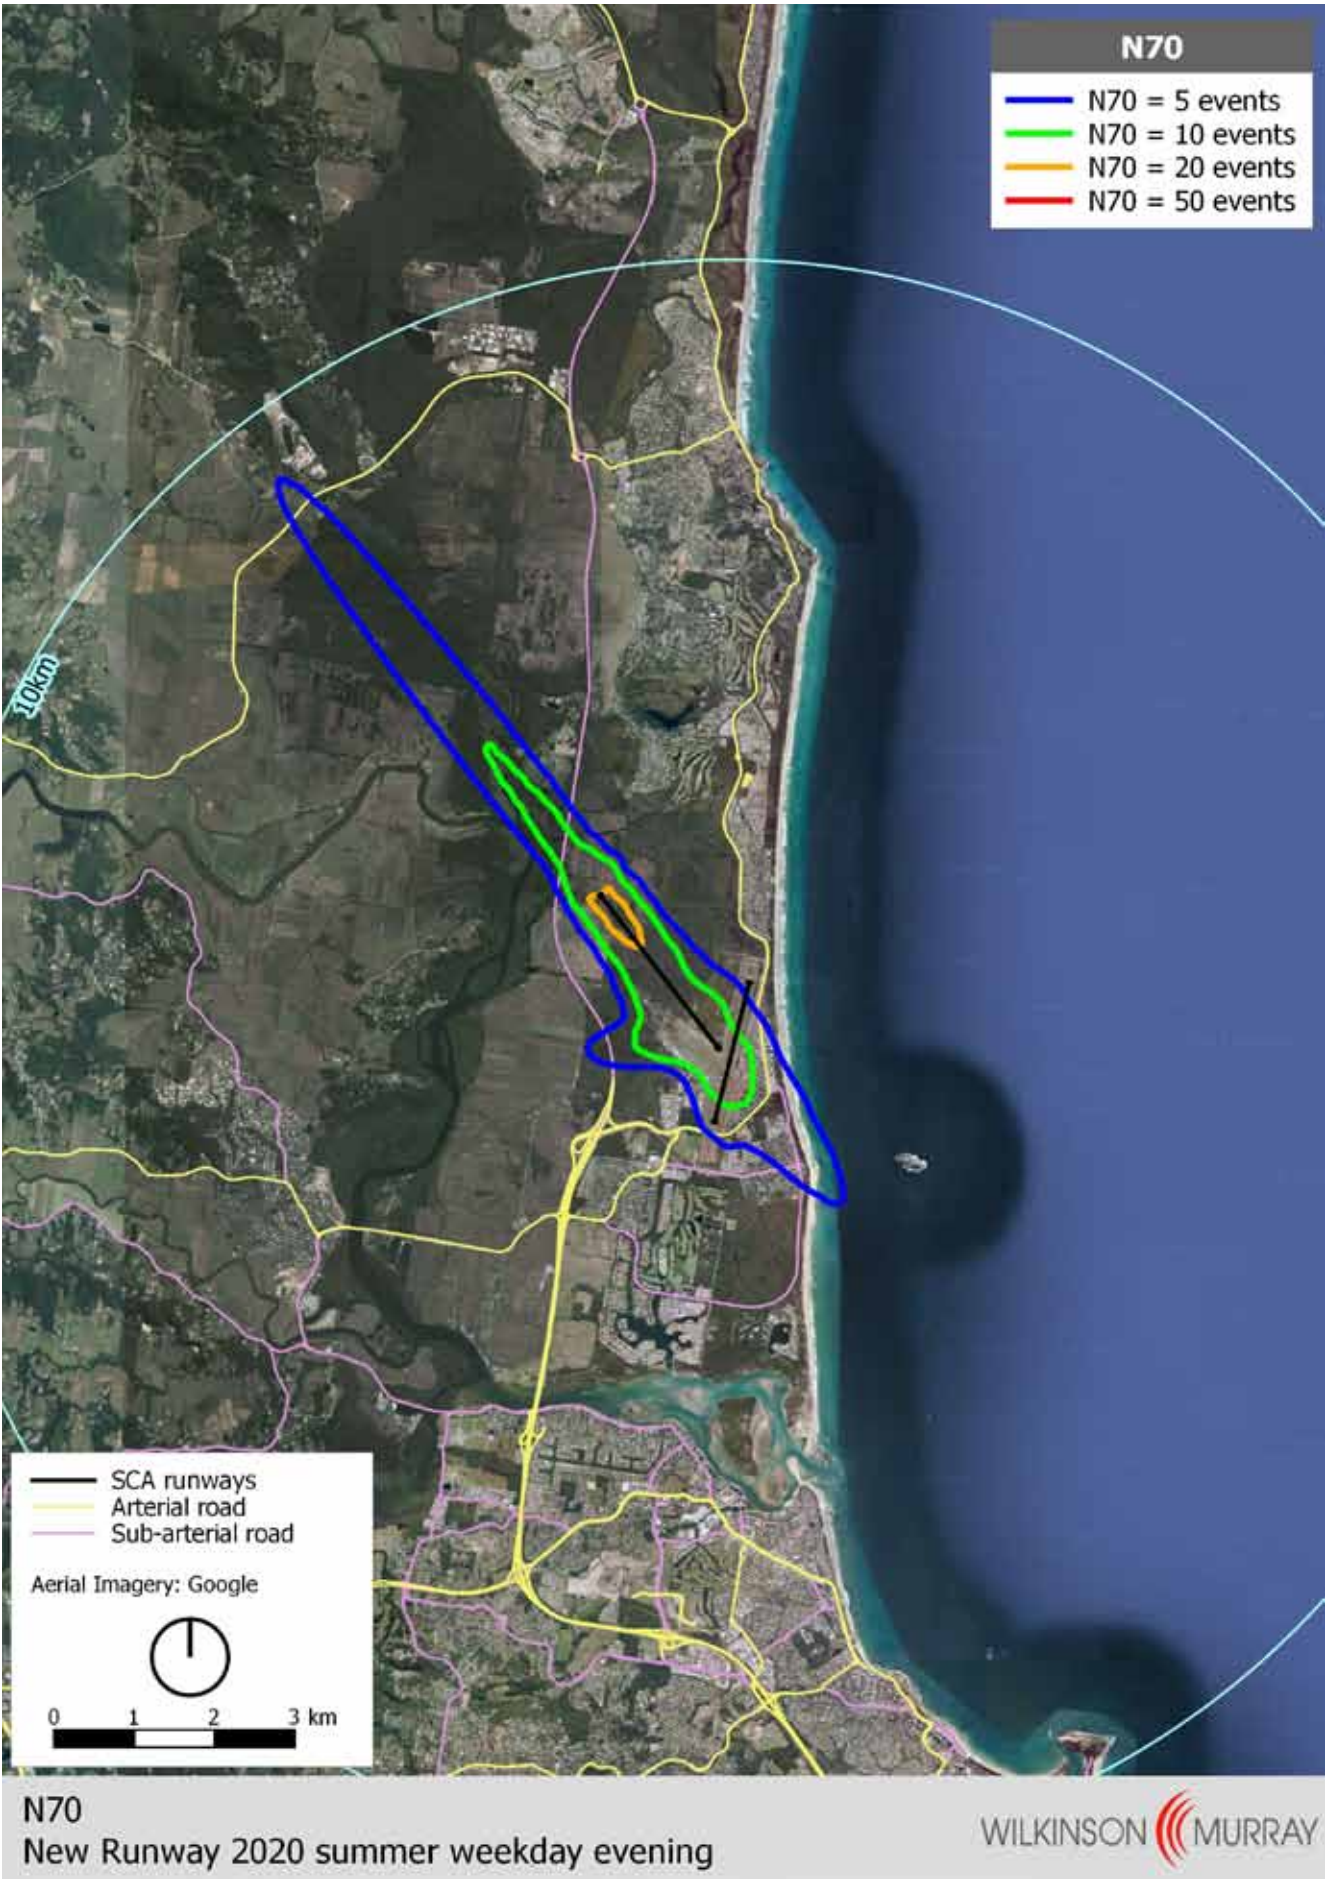 N70
N70 = 5 events
N70 = 10 events
N70 = 20 events
N70 = 50 events
10km
SCA runways
Arterial road
Sub-arterial road
Aerial Imagery: Google
0 1 2 3 km
N70
New Runway 2020 summer weekday evening
WILKINSON MURRAY